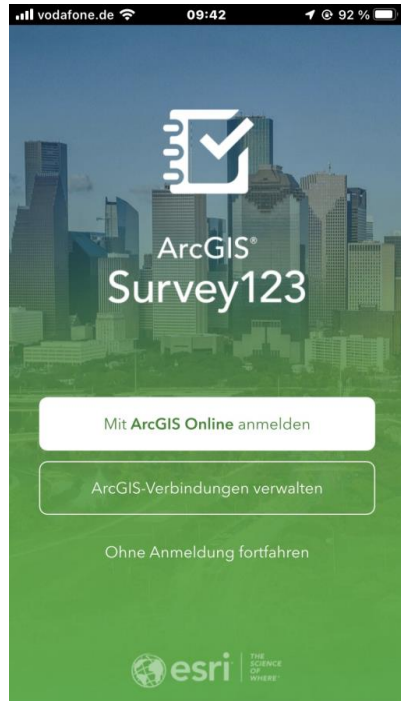 vodafone.de 09:42 92 %
ArcGIS®
Survey123
Mit ArcGIS Online anmelden
ArcGIS-Verbindungen verwalten
Ohne Anmeldung fortfahren
esri
THE
SCIENCE
OF
WHERE®